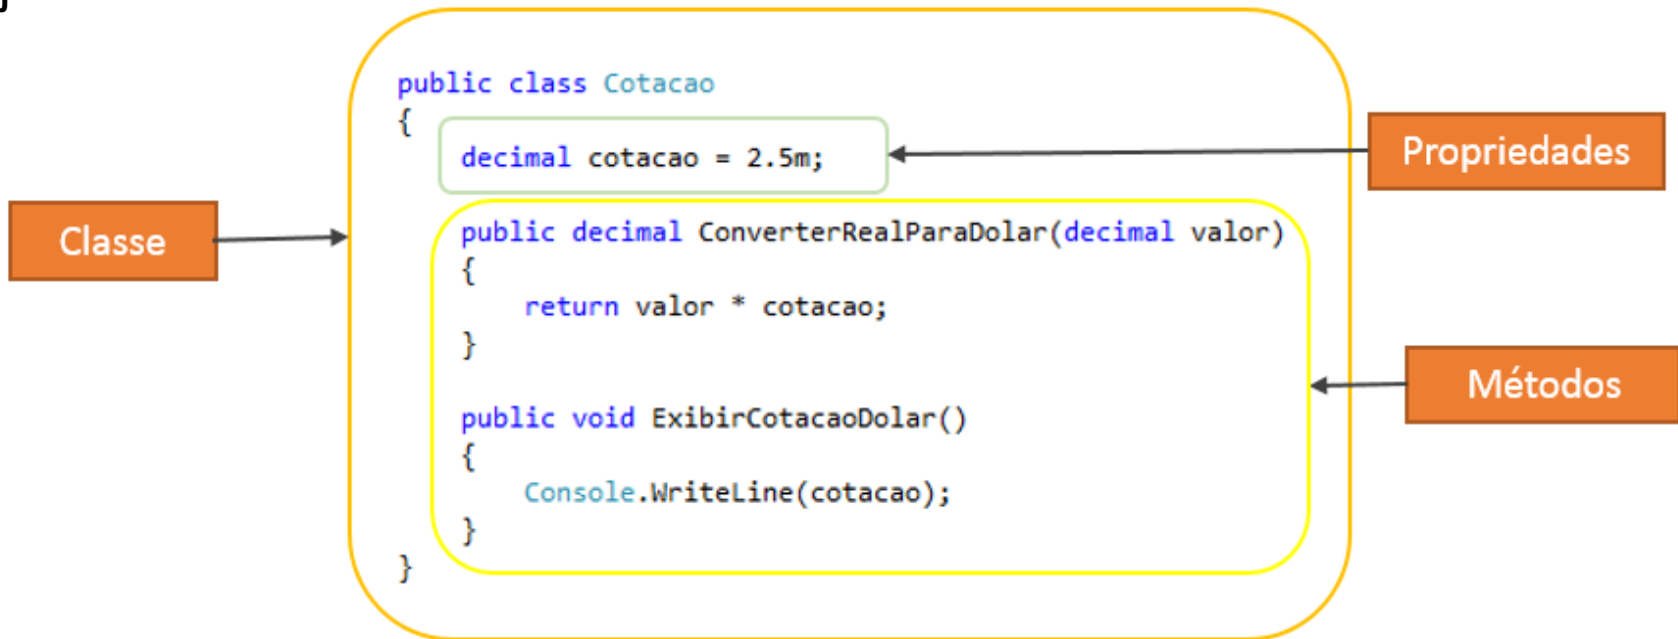 public class Cotacao
{
decimal cotacao = 2.5m;
Propriedades
Classe
public decimal ConverterRealParaDolar(decimal valor)
{
return valor * cotacao;
}
Métodos
public void ExibirCotacaoDolar()
{
Console.WriteLine(cotacao);
}
}